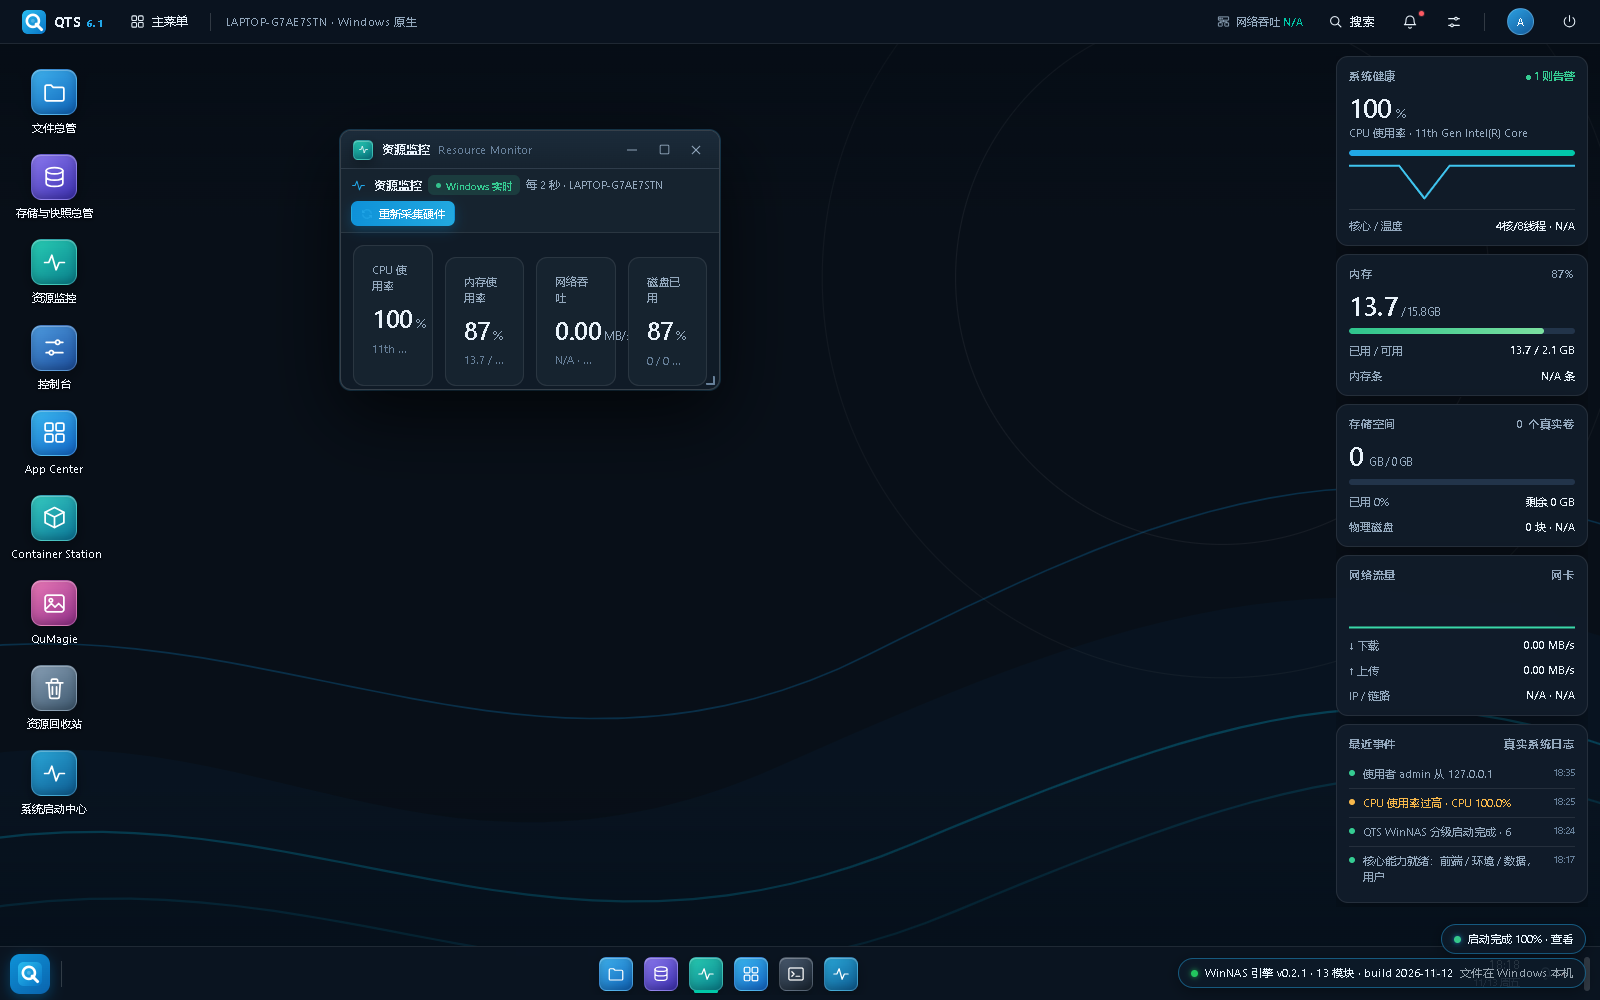 QTS 6.1
主菜单
LAPTOP-G7AE7STN · Windows 原生
网络吞吐 N/A
搜索
A
文件总管
存储与快照总管
资源监控
控制台
App Center
Container Station
QuMagie
资源回收站
系统启动中心
资源监控 Resource Monitor
资源监控
Windows 实时
每 2 秒 · LAPTOP-G7AE7STN
重新采集硬件
CPU 使
用率
100 %
11th ...
内存使
用率
87 %
13.7 / ...
网络吞
吐
0.00 MB/
N/A · ...
磁盘已
用
87 %
0 / 0 ...
系统健康
1 则告警
100 %
CPU 使用率 · 11th Gen Intel(R) Core
核心 / 温度
4核/8线程 · N/A
内存
87%
13.7 /15.8GB
已用 / 可用
13.7 / 2.1 GB
内存条
N/A 条
存储空间
0 个真实卷
0 GB / 0 GB
已用 0%
剩余 0 GB
物理磁盘
0 块 · N/A
网络流量
网卡
↓ 下载
0.00 MB/s
↑ 上传
0.00 MB/s
IP / 链路
N/A · N/A
最近事件
真实系统日志
使用者 admin 从 127.0.0.1
18:35
CPU 使用率过高 · CPU 100.0%
18:25
QTS WinNAS 分级启动完成 · 6
18:24
核心能力就绪：前端 / 环境 / 数据，
用户
18:17
启动完成 100% · 查看
WinNAS 引擎 v0.2.1 · 13 模块 · build 2026-11-12 文件在 Windows 本机